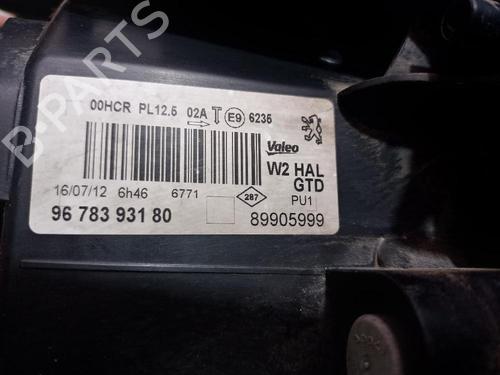 B-PARTS
00HCR PL12.5 02A T E9 6235
Valeo
W2 HAL
GTD
PU1
16/07/12 6h46 6771
287
96 783 931 80
89905999